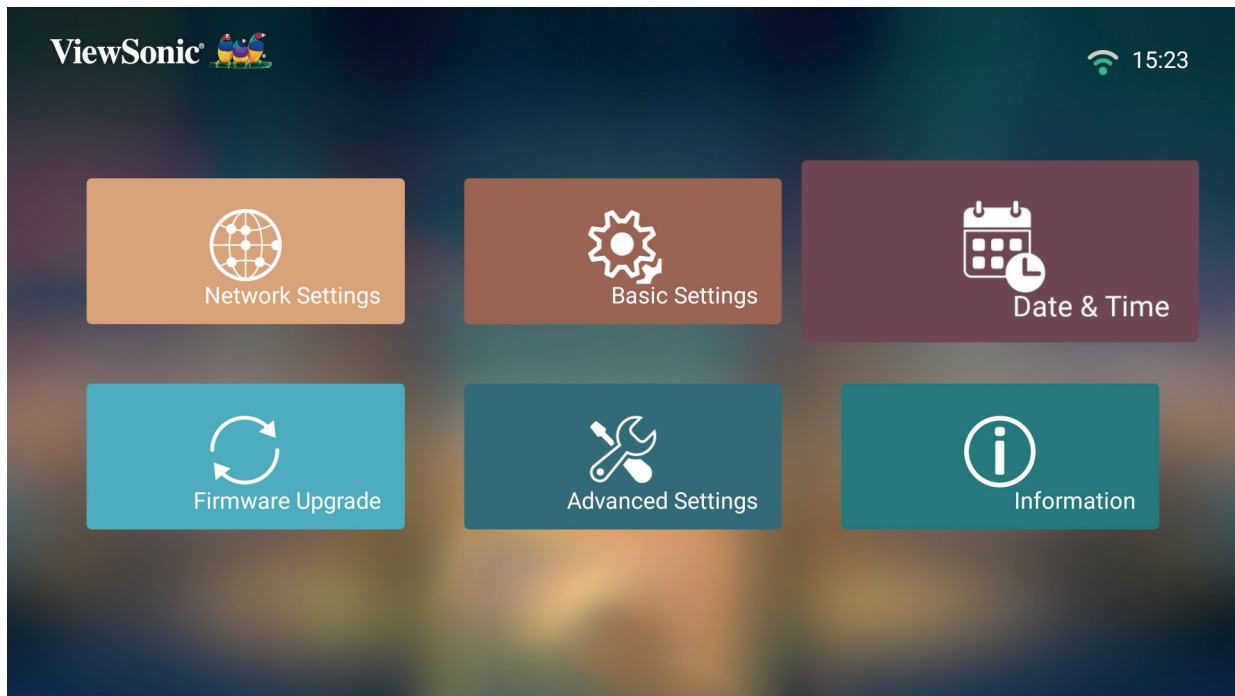 ViewSonic®
15:23
Network Settings
Basic Settings
Date & Time
Firmware Upgrade
Advanced Settings
Information